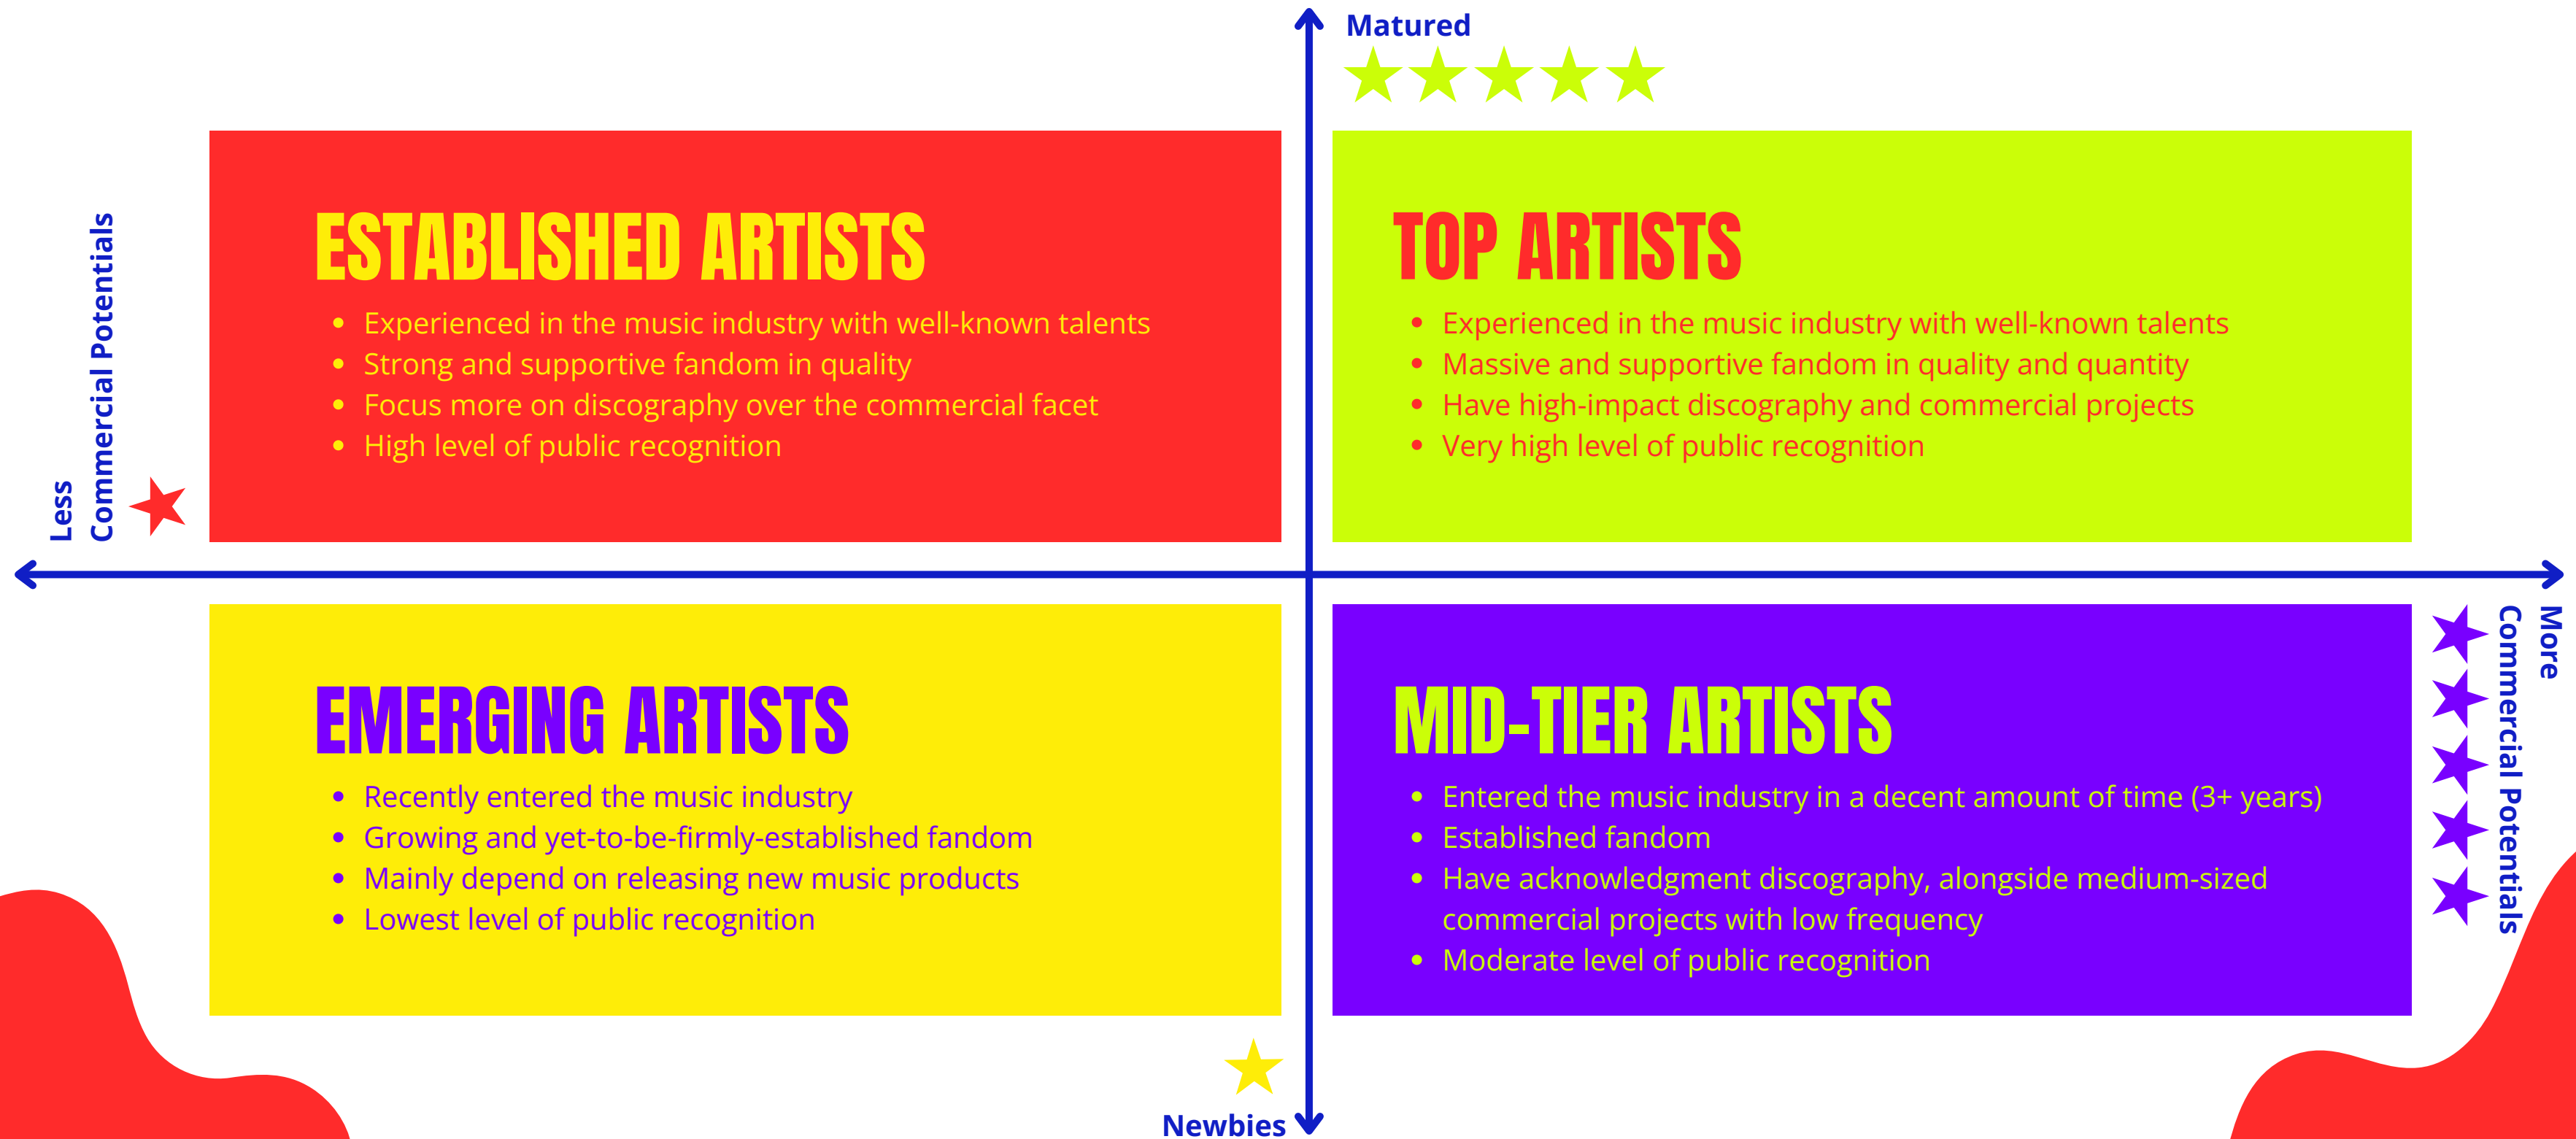 Matured
Less
Commercial Potentials
ESTABLISHED ARTISTS
• Experienced in the music industry with well-known talents
• Strong and supportive fandom in quality
• Focus more on discography over the commercial facet
• High level of public recognition
TOP ARTISTS
• Experienced in the music industry with well-known talents
• Massive and supportive fandom in quality and quantity
• Have high-impact discography and commercial projects
• Very high level of public recognition
EMERGING ARTISTS
• Recently entered the music industry
• Growing and yet-to-be-firmly-established fandom
• Mainly depend on releasing new music products
• Lowest level of public recognition
MID-TIER ARTISTS
• Entered the music industry in a decent amount of time (3+ years)
• Established fandom
• Have acknowledgment discography, alongside medium-sized
commercial projects with low frequency
• Moderate level of public recognition
More
Commercial Potentials
Newbies